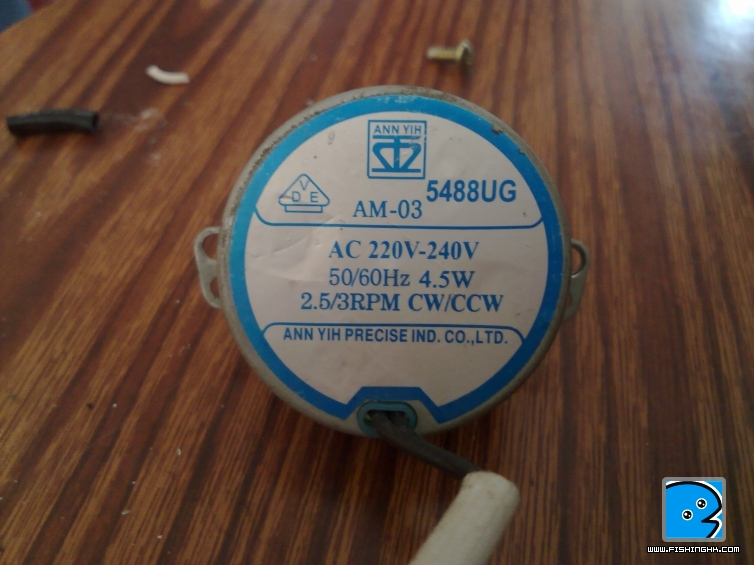 ANN YIH
5488UG
V
D E
AM-03
AC 220V-240V
50/60Hz 4.5W
2.5/3RPM CW/CCW
ANN YIH PRECISE IND. CO.,LTD.
WWW.FISHINGHK.COM